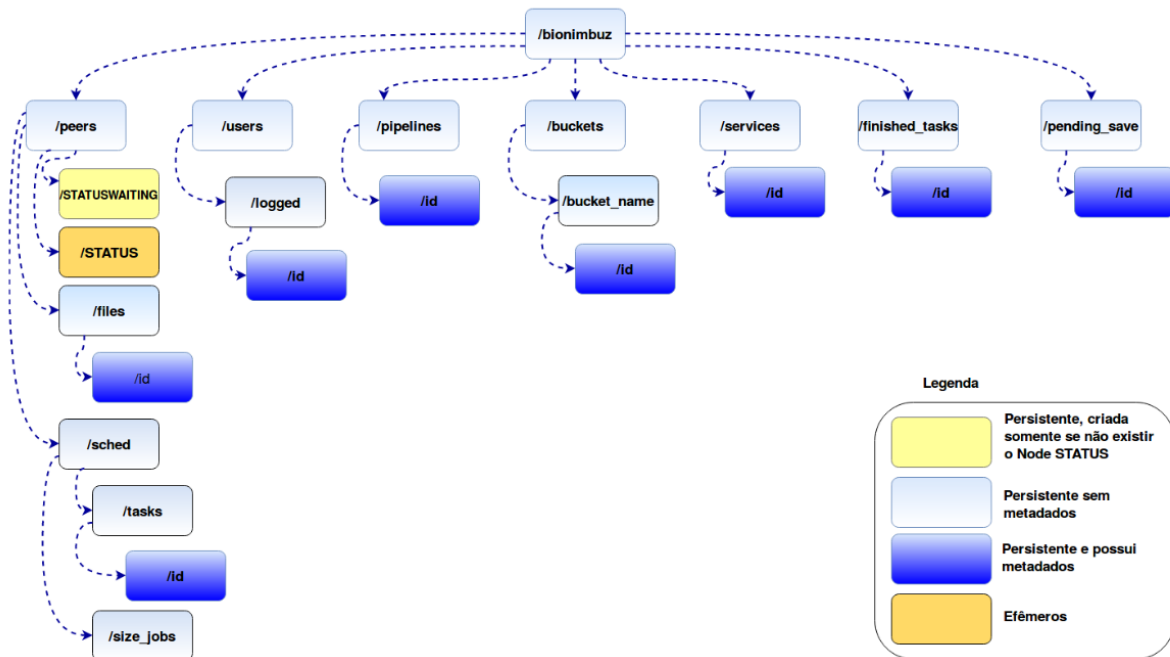 /bionimbuz
/peers
/users
/pipelines
/buckets
/services
/finished_tasks
/pending_save
/STATUSWAITING
/logged
/id
/bucket_name
/id
/id
/id
/STATUS
/id
/id
/files
/id
/sched
/tasks
/id
/size_jobs
Legenda
Persistente, criada
somente se não existir
o Node STATUS
Persistente sem
metadados
Persistente e possui
metadados
Efêmeros